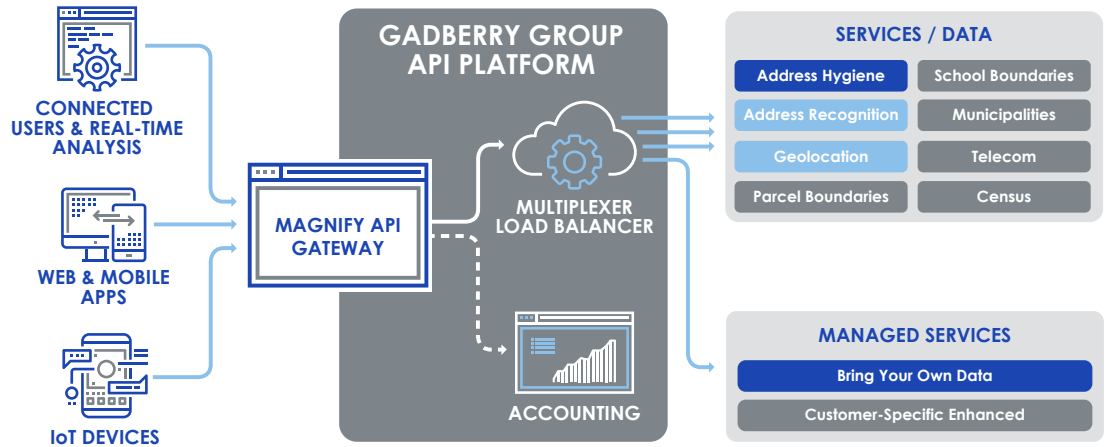 CONNECTED
USERS & REAL-TIME
ANALYSIS
WEB & MOBILE
APPS
IoT DEVICES
MAGNIFY API
GATEWAY
GADBERRY GROUP
API PLATFORM
MULTIPLEXER
LOAD BALANCER
ACCOUNTING
SERVICES / DATA
Address Hygiene
School Boundaries
Address Recognition
Municipalities
Geolocation
Telecom
Parcel Boundaries
Census
MANAGED SERVICES
Bring Your Own Data
Customer-Specific Enhanced